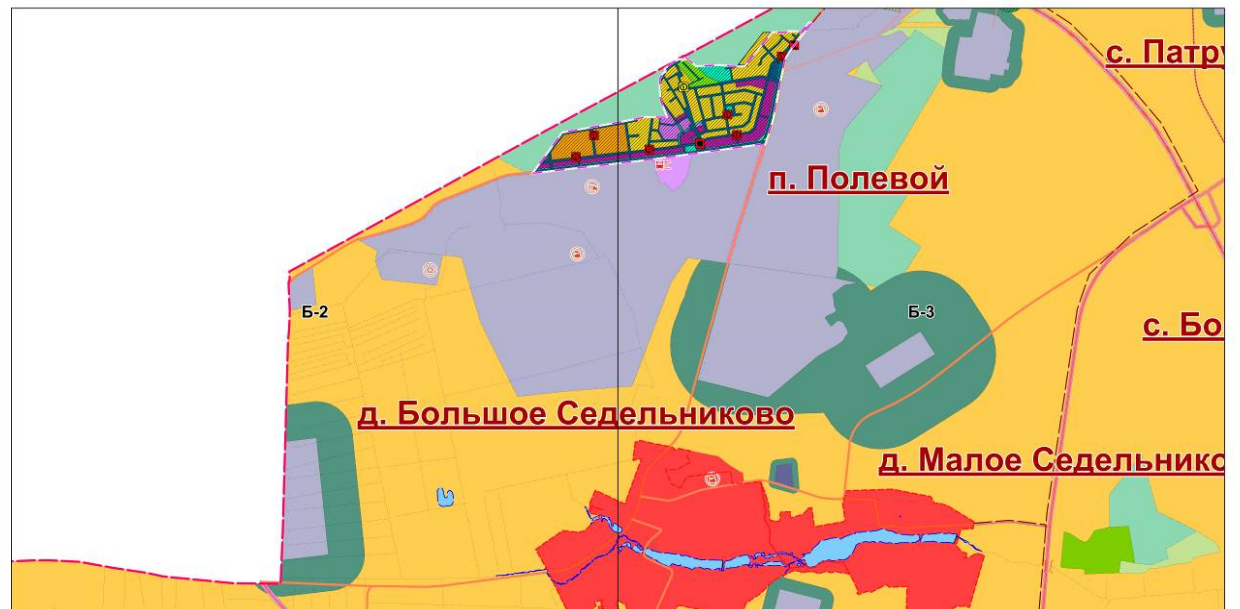 с. Патру
п. Полевой
Б-2
Б-3
с. Бо
д. Большое Седельниково
д. Малое Седельнико